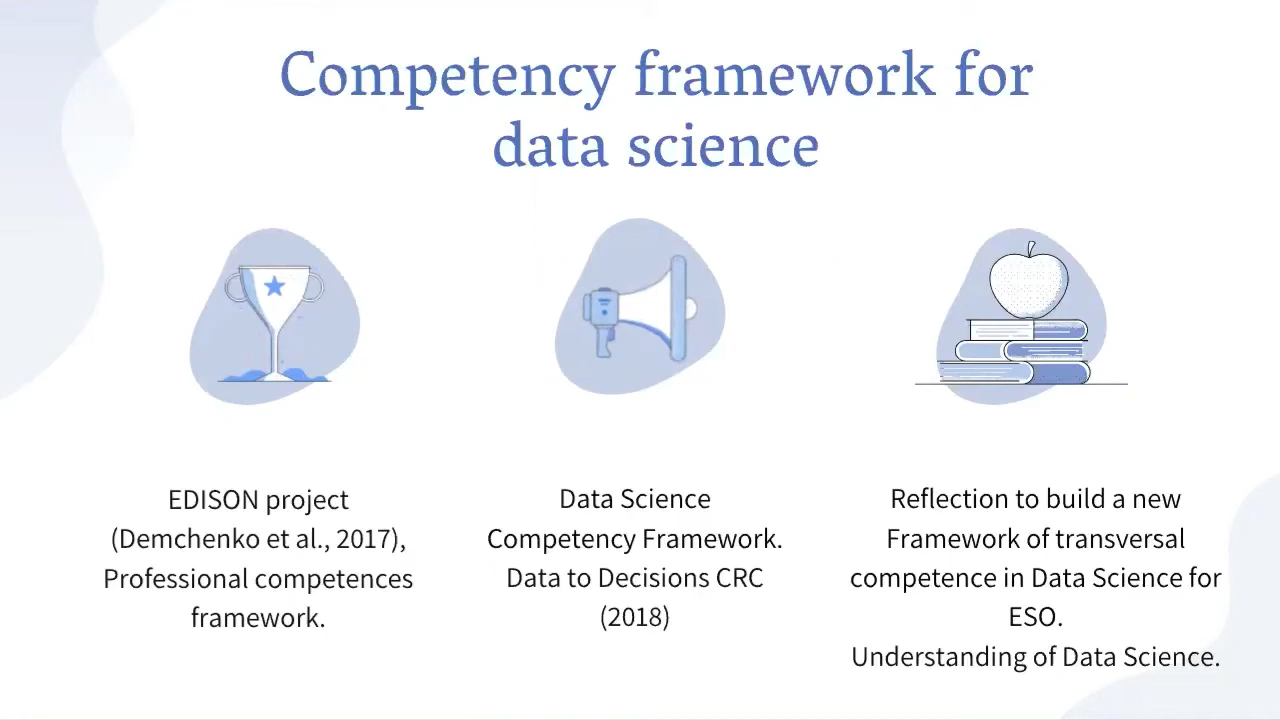 Competency framework for
data science
EDISON project
(Demchenko et al., 2017),
Professional competences
framework.
Data Science
Competency Framework.
Data to Decisions CRC
(2018)
Reflection to build a new
Framework of transversal
competence in Data Science for
ESO.
Understanding of Data Science.